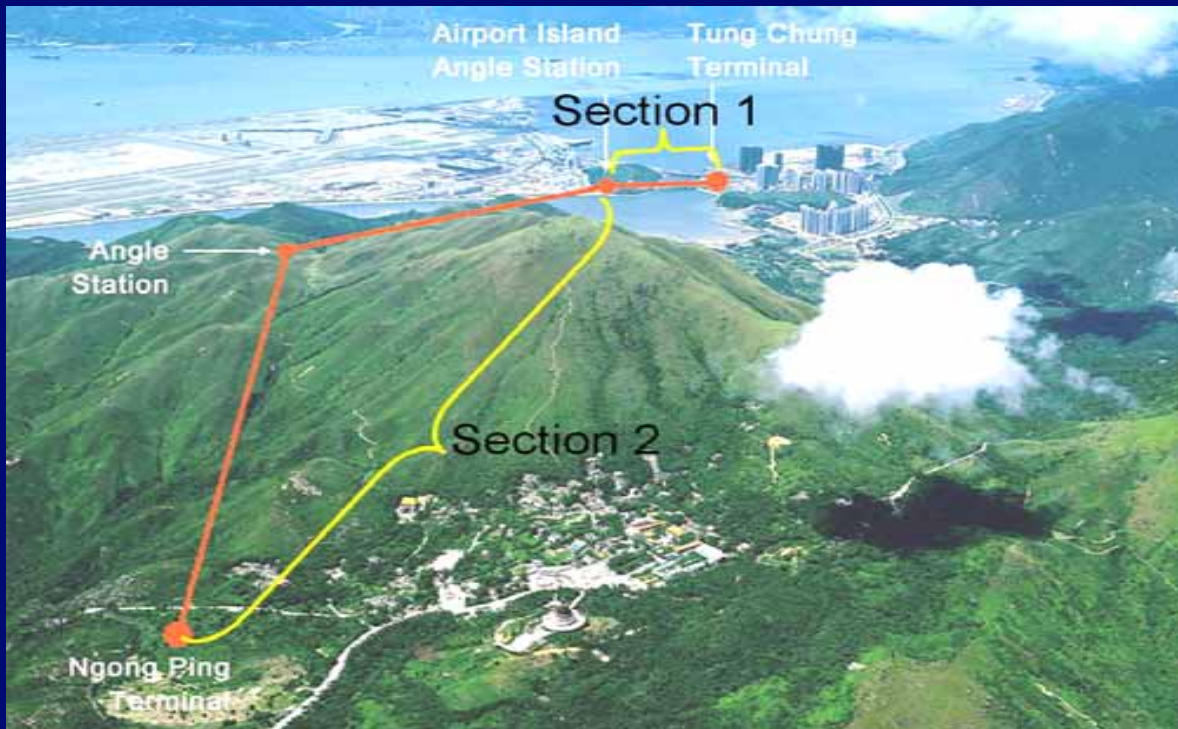 Airport Island
Angle Station
Tung Chung
Terminal
Section 1
Angle
Station
Section 2
Ngong Ping
Terminal